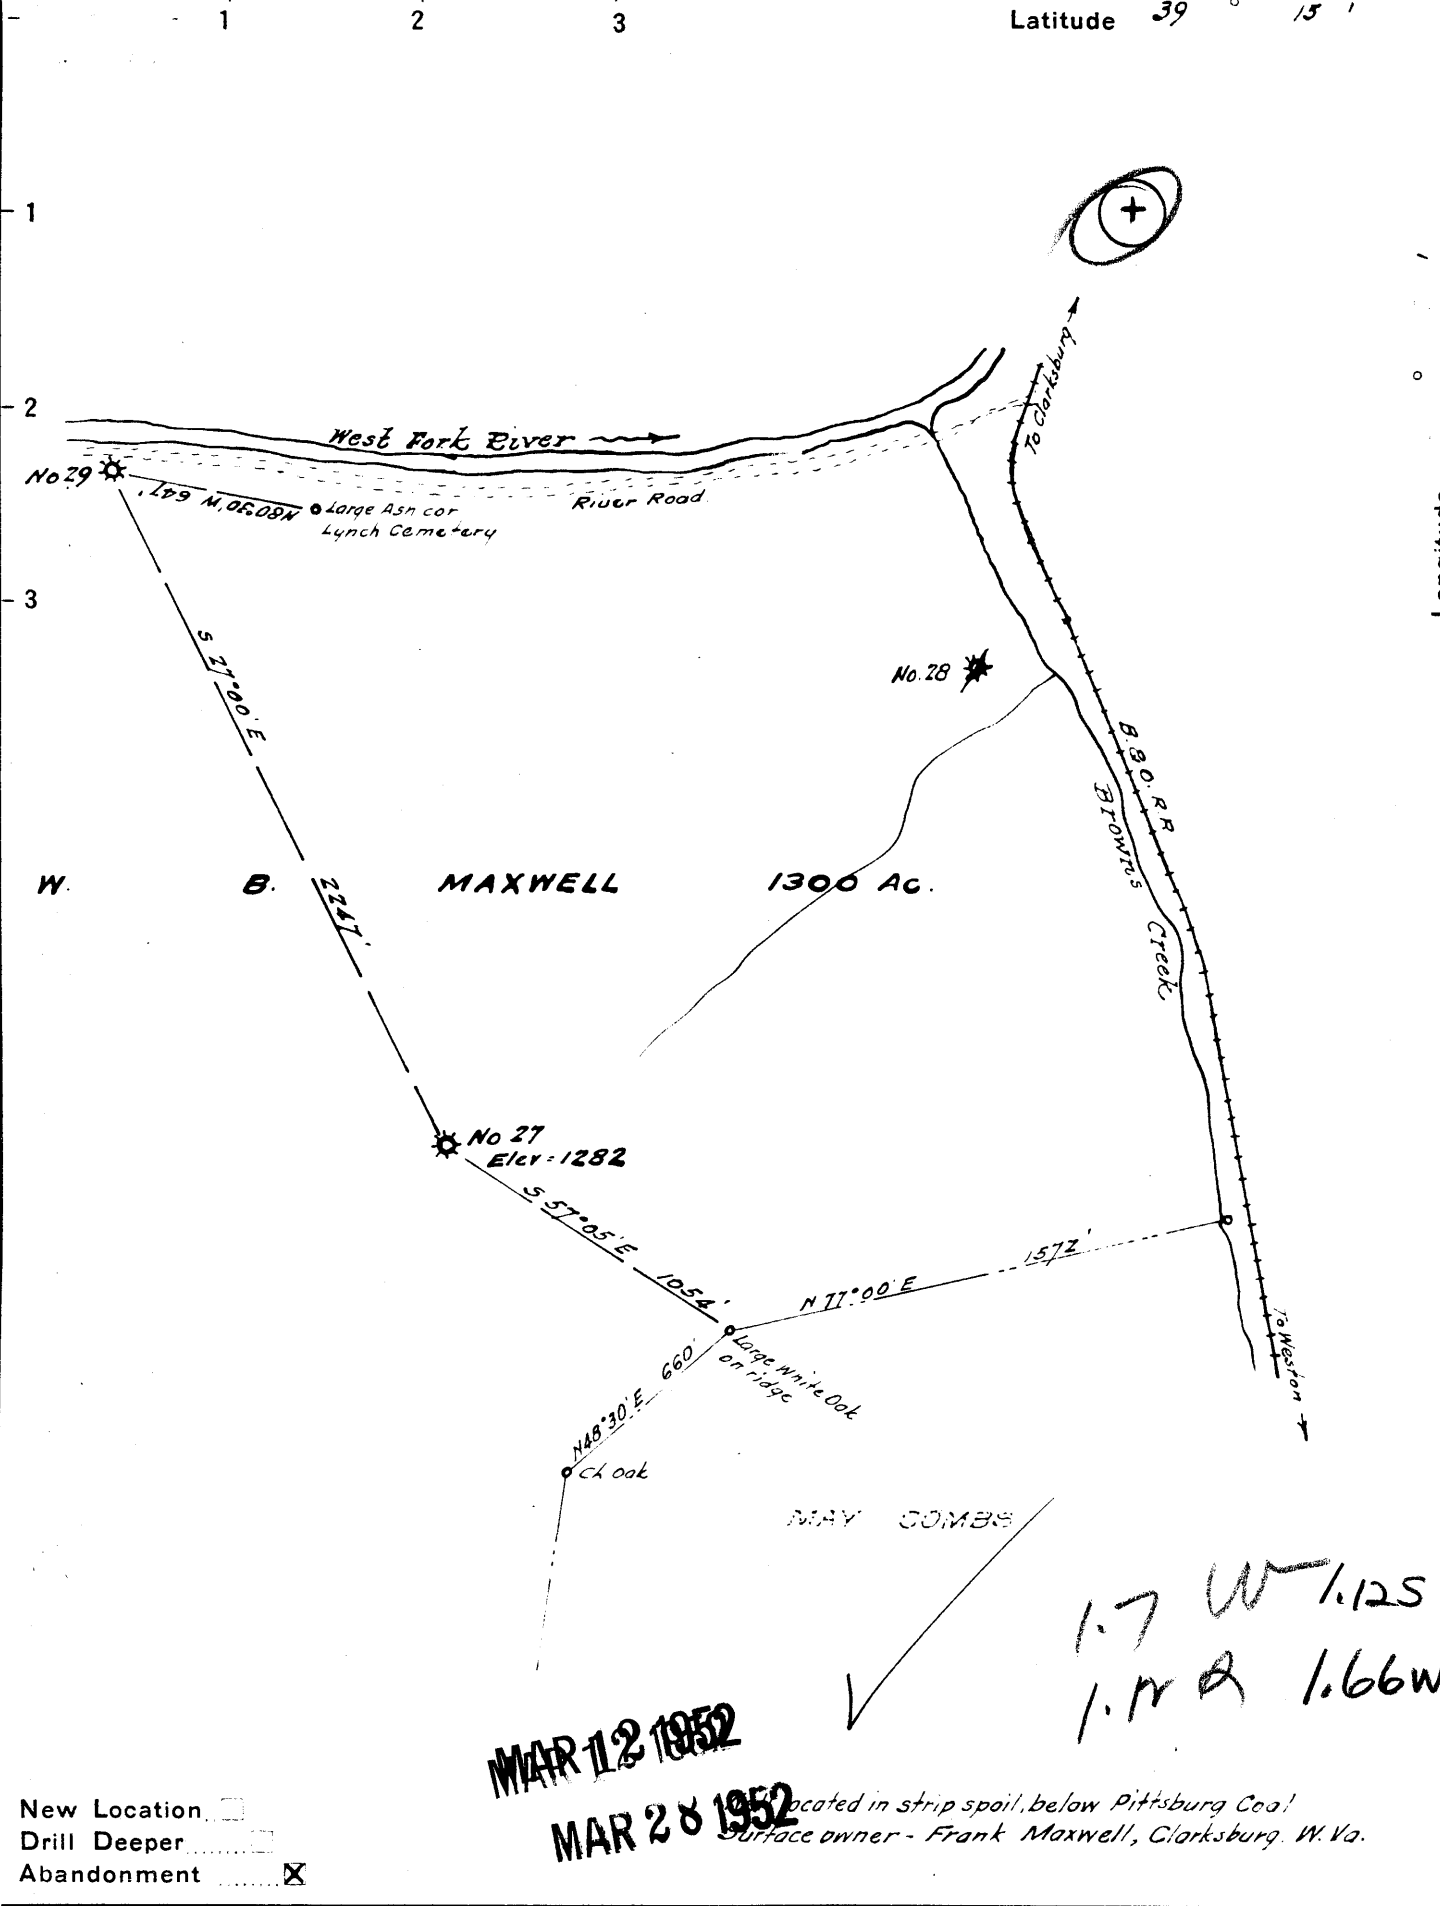 1 2 3
Latitude 39 ° 15 '
1
2
3
To Clarksburg
West Fork River
No 29
N80°30'W 647'
Large Ash cor
Lynch Cemetery
River Road
S 27°00' E
No. 28
B. & O. R.R
Browns Creek
W. B. MAXWELL 1300 Ac.
2247'
No 27
Elev = 1282
S 57°05' E 1054'
N 77°00' E 1572'
Large White Oak
on ridge
N48°30' E 660'
Ch Oak
To Weston
MAY COMBS
1.7 W 1.12S
1.66W
MAR 12 1952
MAR 28 1952
located in strip spoil, below Pittsburg Coal
Surface owner - Frank Maxwell, Clarksburg. W. Va.
New Location
Drill Deeper
Abandonment X